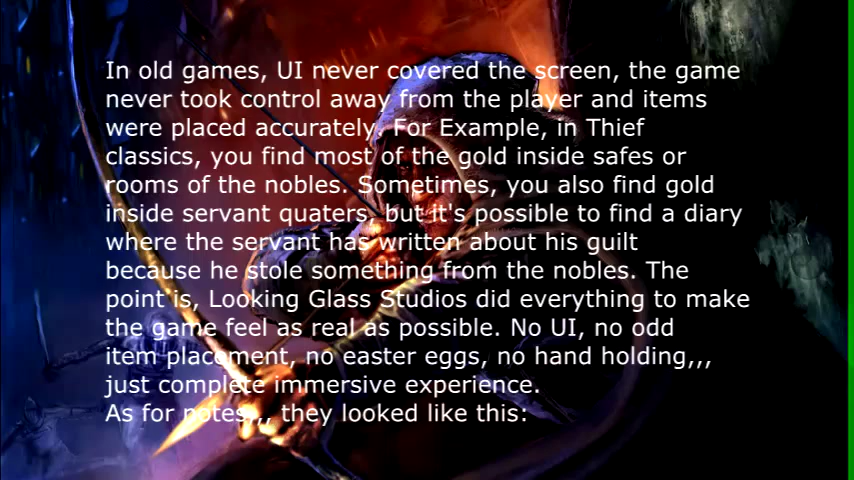 In old games, UI never covered the screen, the game
never took control away from the player and items
were placed accurately. For Example, in Thief
classics, you find most of the gold inside safes or
rooms of the nobles. Sometimes, you also find gold
inside servant quaters, but it's possible to find a diary
where the servant has written about his guilt
because he stole something from the nobles. The
point is, Looking Glass Studios did everything to make
the game feel as real as possible. No UI, no odd
item placement, no easter eggs, no hand holding,,,
just complete immersive experience.
As for notes,,, they looked like this: